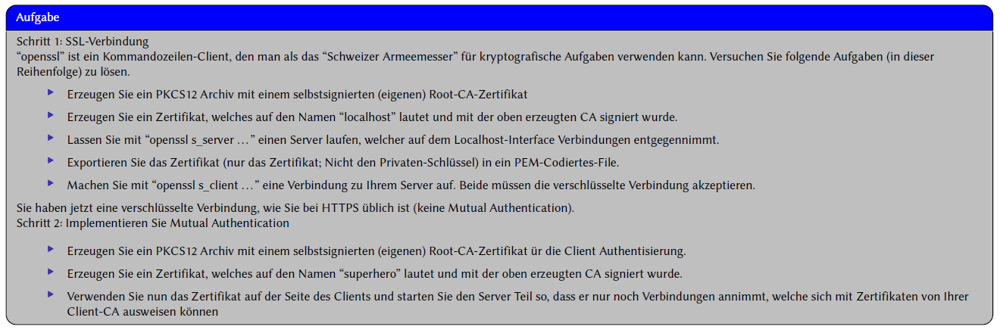 Aufgabe
Schritt 1: SSL-Verbindung
“openssl” ist ein Kommandozeilen-Client, den man als das “Schweizer Armeemesser” für kryptografische Aufgaben verwenden kann. Versuchen Sie folgende Aufgaben (in dieser
Reihenfolge) zu lösen.
Erzeugen Sie ein PKCS12 Archiv mit einem selbstsignierten (eigenen) Root-CA-Zertifikat
Erzeugen Sie ein Zertifikat, welches auf den Namen “localhost” lautet und mit der oben erzeugten CA signiert wurde.
Lassen Sie mit “openssl s_server …” einen Server laufen, welcher auf dem Localhost-Interface Verbindungen entgegennimmt.
Exportieren Sie das Zertifikat (nur das Zertifikat; Nicht den Privaten-Schlüssel) in ein PEM-Codiertes-File.
Machen Sie mit “openssl s_client …” eine Verbindung zu Ihrem Server auf. Beide müssen die verschlüsselte Verbindung akzeptieren.
Sie haben jetzt eine verschlüsselte Verbindung, wie Sie bei HTTPS üblich ist (keine Mutual Authentication).
Schritt 2: Implementieren Sie Mutual Authentication
Erzeugen Sie ein PKCS12 Archiv mit einem selbstsignierten (eigenen) Root-CA-Zertifikat ür die Client Authentisierung.
Erzeugen Sie ein Zertifikat, welches auf den Namen “superhero” lautet und mit der oben erzeugten CA signiert wurde.
Verwenden Sie nun das Zertifikat auf der Seite des Clients und starten Sie den Server Teil so, dass er nur noch Verbindungen annimmt, welche sich mit Zertifikaten von Ihrer
Client-CA ausweisen können